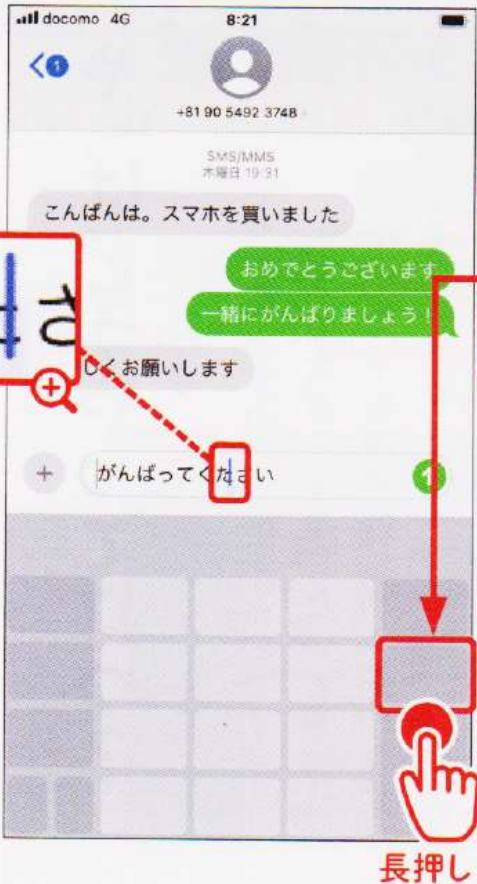 docomo 4G 8:21
1
+81 90 5492 3748
SMS/MMS
木曜日 19:31
こんばんは。スマホを買いました
おめでとうございます
一緒にがんばりましょう!
さ
しくお願いします
がんばってくたさい
長押し